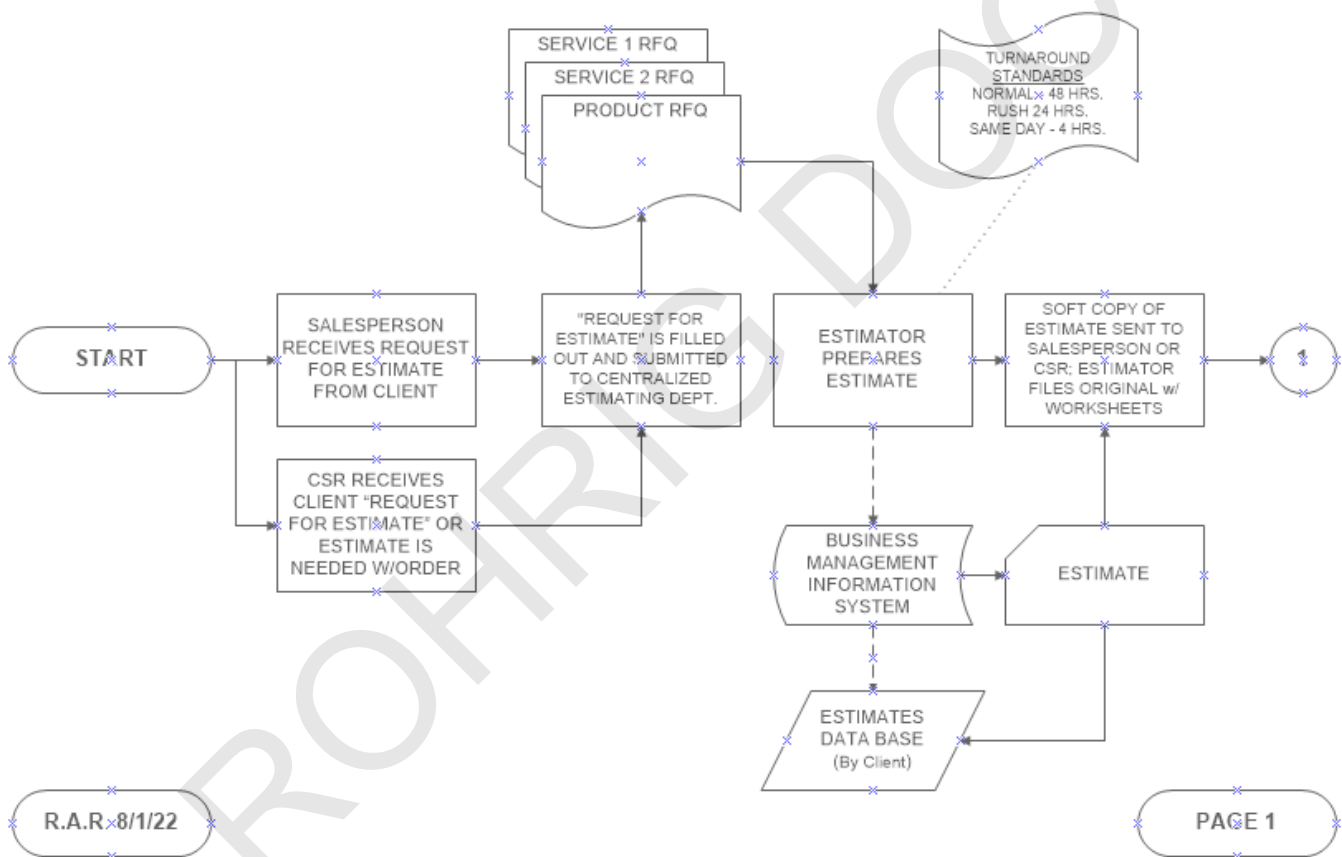 SERVICE 1 RFQ
SERVICE 2 RFQ
PRODUCT RFQ
TURNAROUND
STANDARDS
NORMAL - 48 HRS.
RUSH 24 HRS.
SAME DAY - 4 HRS.
START
SALESPERSON
RECEIVES REQUEST
FOR ESTIMATE
FROM CLIENT
"REQUEST FOR
ESTIMATE" IS FILLED
OUT AND SUBMITTED
TO CENTRALIZED
ESTIMATING DEPT.
ESTIMATOR
PREPARES
ESTIMATE
SOFT COPY OF
ESTIMATE SENT TO
SALESPERSON OR
CSR; ESTIMATOR
FILES ORIGINAL w/
WORKSHEETS
1
CSR RECEIVES
CLIENT “REQUEST
FOR ESTIMATE” OR
ESTIMATE IS
NEEDED W/ORDER
BUSINESS
MANAGEMENT
INFORMATION
SYSTEM
ESTIMATE
ESTIMATES
DATA BASE
(By Client)
R.A.R. 8/1/22
PAGE 1
ROHRIG DOC